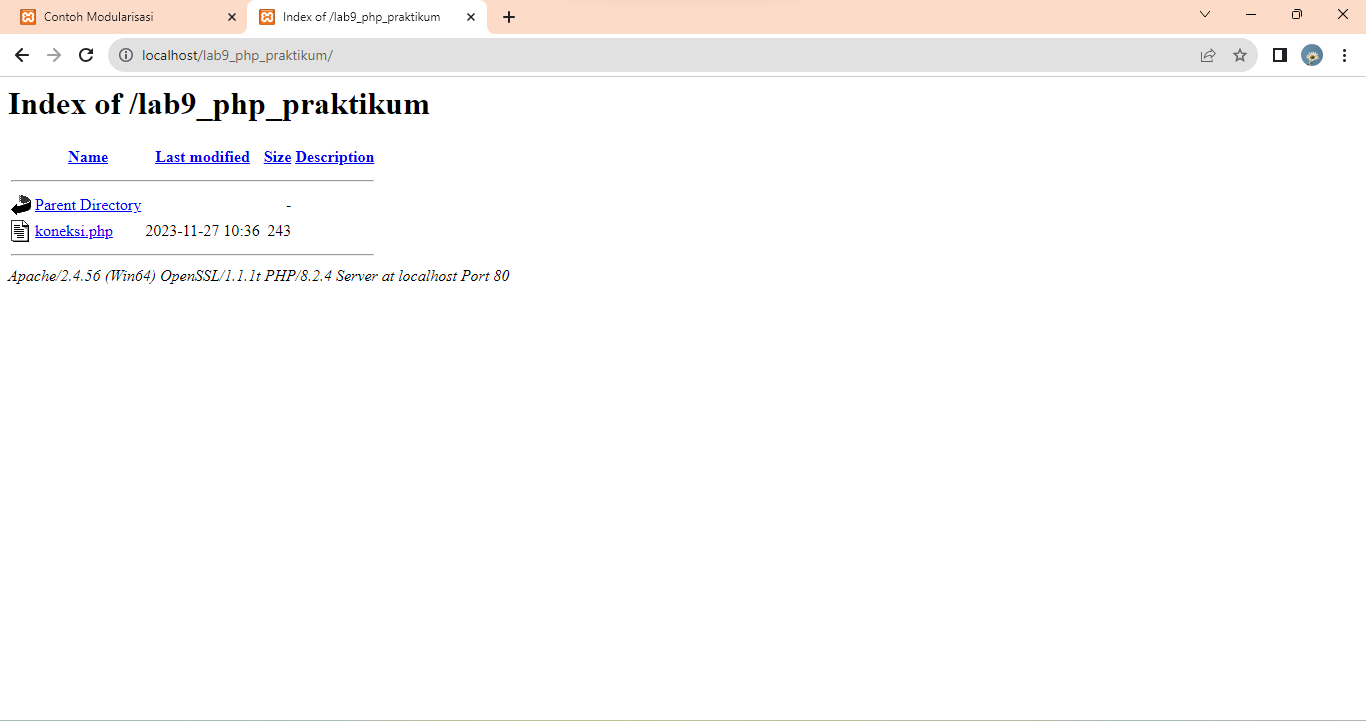 Contoh Modularisasi
Index of /lab9_php_praktikum
localhost/lab9_php_praktikum/
Index of /lab9_php_praktikum
Name Last modified Size Description
Parent Directory -
koneksi.php 2023-11-27 10:36 243
Apache/2.4.56 (Win64) OpenSSL/1.1.1t PHP/8.2.4 Server at localhost Port 80